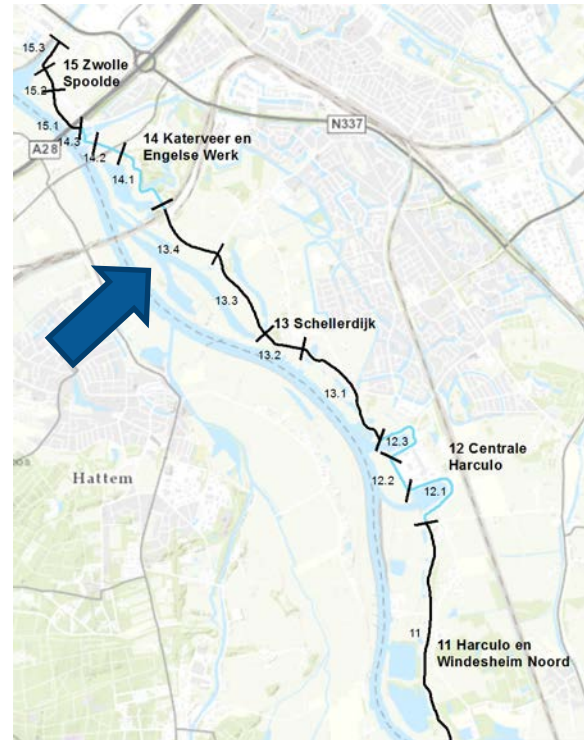 15.3
15 Zwolle
Spoolde
15.2
15.1
A28
14.3
14.2
14.1
14 Katerveer en
Engelse Werk
N337
13.4
13.3
13 Schellerdijk
13.2
13.1
12.3
12 Centrale
Harculo
12.2
12.1
Hattem
11
11 Harculo en
Windesheim Noord